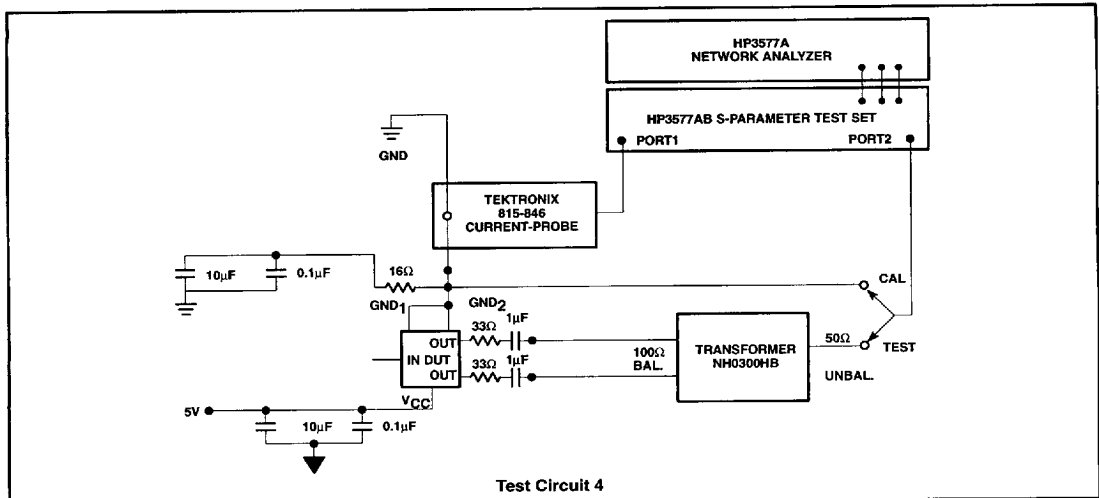 HP3577A
NETWORK ANALYZER
HP3577AB S-PARAMETER TEST SET
PORT1
PORT2
GND
TEKTRONIX
815-846
CURRENT-PROBE
10µF
0.1µF
16Ω
CAL
GND1
GND2
1µF
33Ω
OUT
IN DUT
OUT
33Ω
1µF
100Ω
BAL.
TRANSFORMER
NH0300HB
50Ω
UNBAL.
TEST
VCC
5V
10µF
0.1µF
Test Circuit 4